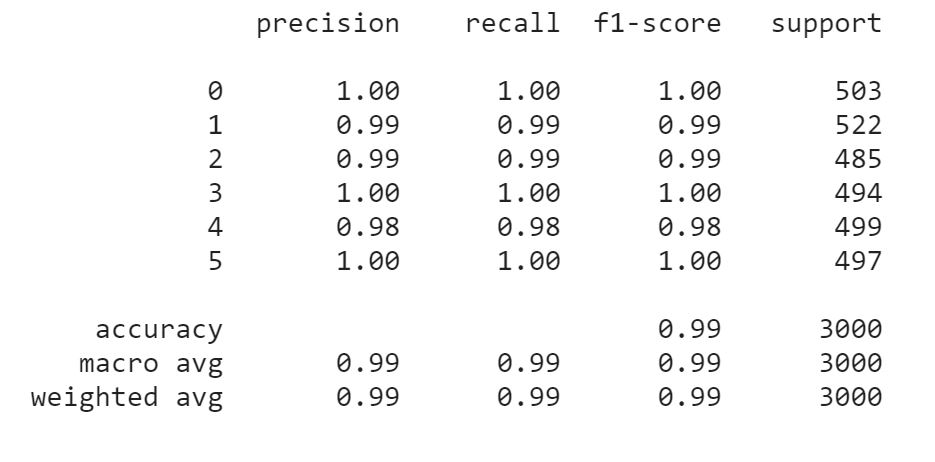 precision recall f1-score support
0 1.00 1.00 1.00 503
1 0.99 0.99 0.99 522
2 0.99 0.99 0.99 485
3 1.00 1.00 1.00 494
4 0.98 0.98 0.98 499
5 1.00 1.00 1.00 497
accuracy 0.99 3000
macro avg 0.99 0.99 0.99 3000
weighted avg 0.99 0.99 0.99 3000